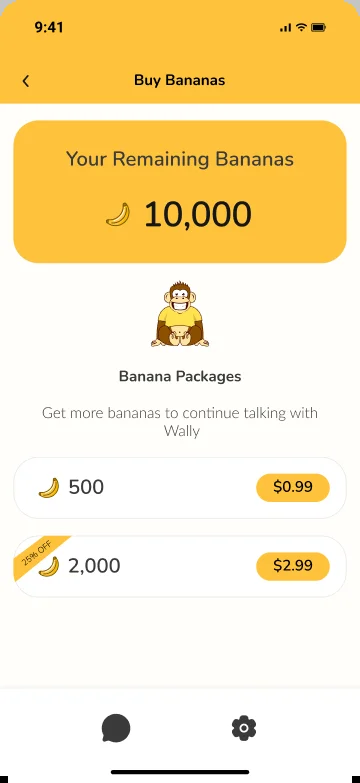 9:41
Buy Bananas
Your Remaining Bananas
10,000
Banana Packages
Get more bananas to continue talking with
Wally
500
$0.99
25% OFF
2,000
$2.99